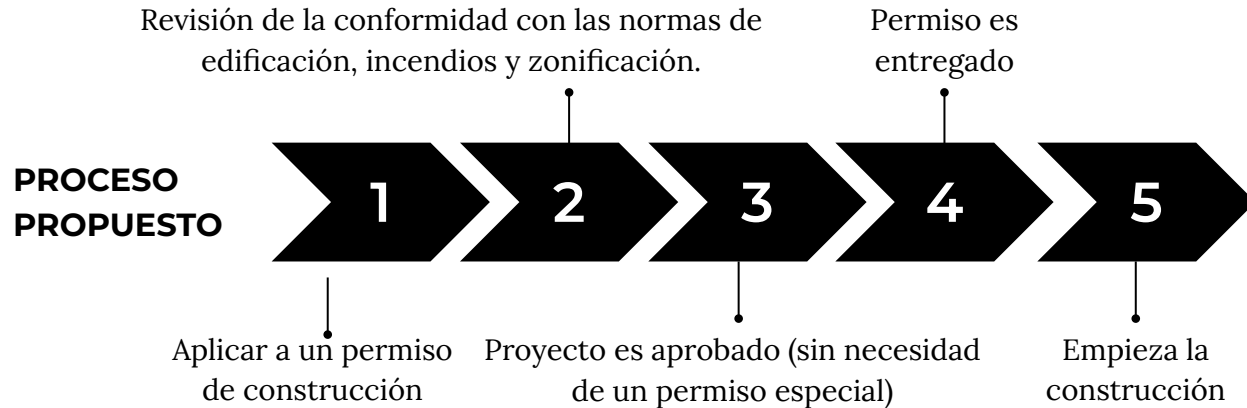 Revisión de la conformidad con las normas de
edificación, incendios y zonificación.
Permiso es
entregado
PROCESO
PROPUESTO
1
2
3
4
5
Aplicar a un permiso
de construcción
Proyecto es aprobado (sin necesidad
de un permiso especial)
Empieza la
construcción